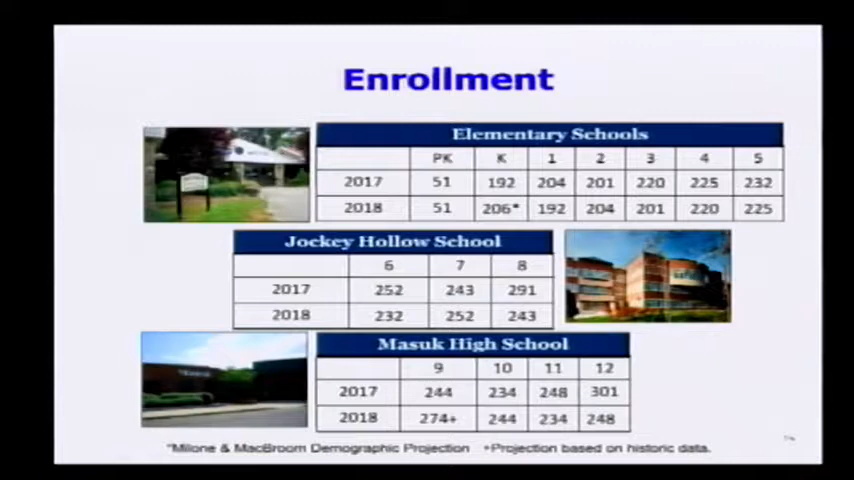 Enrollment
Elementary Schools
PK K 1 2 3 4 5
2017 51 192 204 201 220 225 232
2018 51 206* 192 204 201 220 225
Jockey Hollow School
6 7 8
2017 252 243 291
2018 232 252 243
Masuk High School
9 10 11 12
2017 244 234 248 301
2018 274+ 244 234 248
*Milone & MacBroom Demographic Projection +Projection based on historic data.